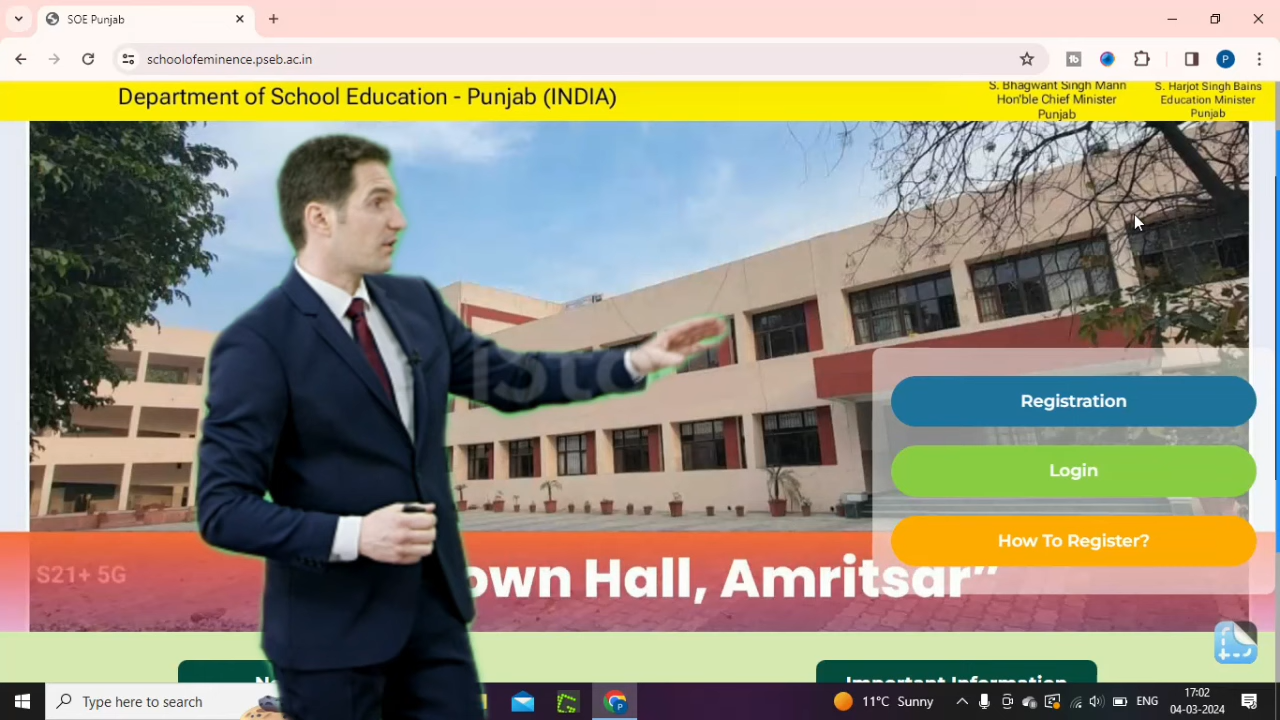 SOE Punjab
schoolofeminence.pseb.ac.in
P
Department of School Education - Punjab (INDIA)
S. Bhagwant Singh Mann
Hon'ble Chief Minister
Punjab
S. Harjot Singh Bains
Education Minister
Punjab
Registration
Login
How To Register?
S21+ 5G
own Hall, Amritsar”
Important Information
Type here to search
11°C Sunny
ENG
17:02
04-03-2024